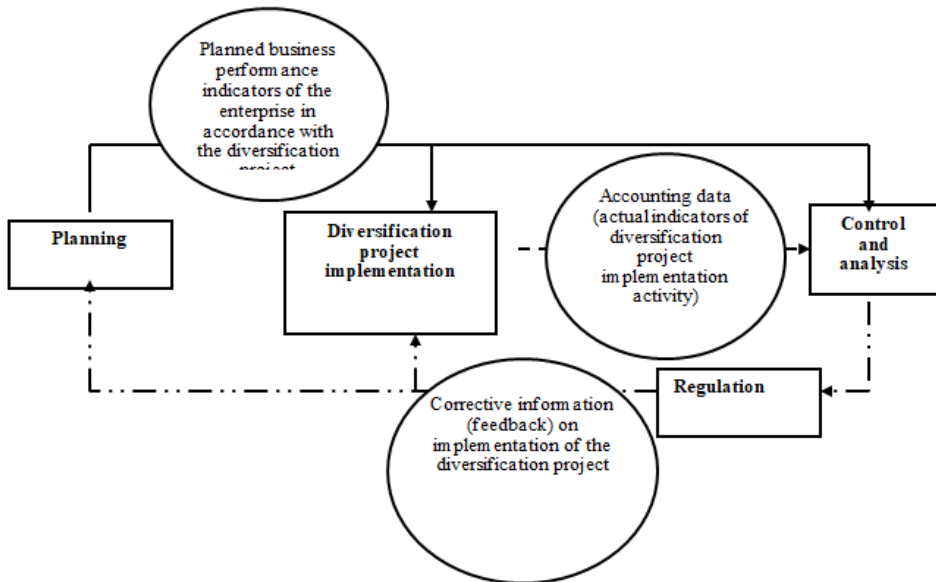 Planned business
performance
indicators of the
enterprise in
accordance with
the diversification
project
Accounting data
(actual indicators of
diversification
project
implementation
activity)
Planning
Diversification
project
implementation
Control
and
analysis
Regulation
Corrective information
(feedback) on
implementation of the
diversification project